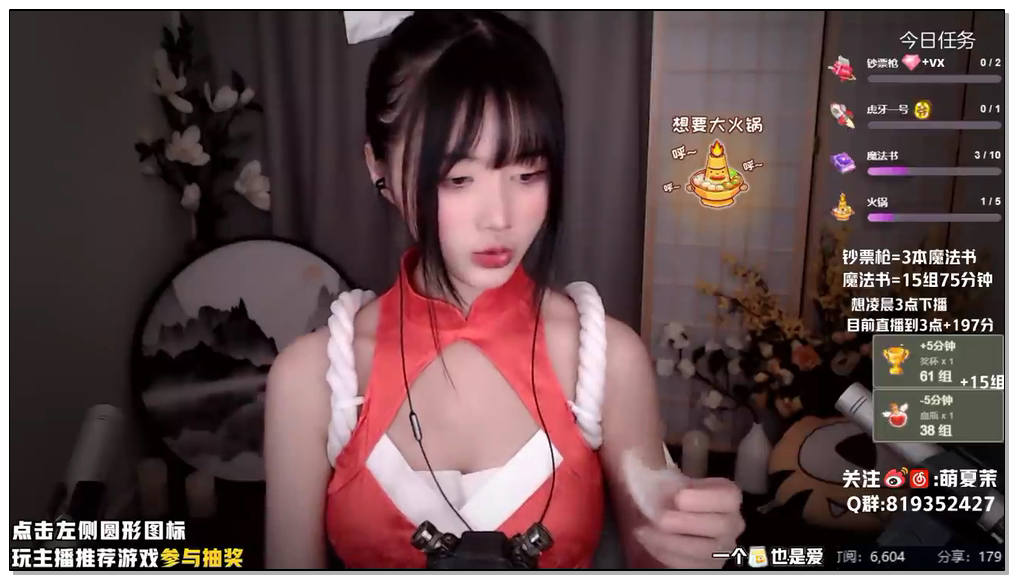 今日任务
钞票枪 +VX 0/2
虎牙一号 0/1
魔法书 3/10
火锅 1/5
想要大火锅
呼~
呼~
呼~
钞票枪=3本魔法书
魔法书=15组75分钟
想凌晨3点下播
目前直播到3点+197分
+5分钟
奖杯 x 1
61 组 +15组
-5分钟
血瓶 x 1
38 组
关注 :萌夏茉
Q群:819352427
点击左侧圆形图标
玩主播推荐游戏参与抽奖
一个 也是爱
订阅: 6,604 分享: 179